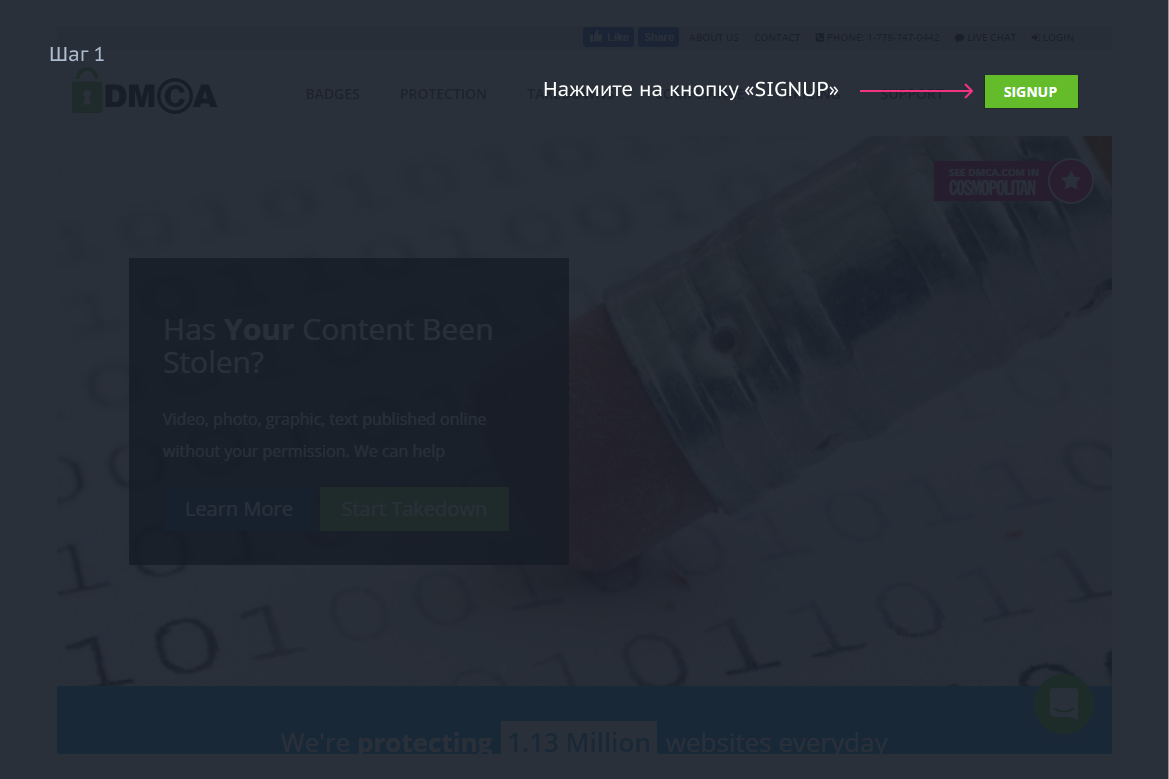 Like Share ABOUT US CONTACT PHONE: 1-778-747-0442 LIVE CHAT LOGIN
Шаг 1
DMCA BADGES PROTECTION SUPPORT
Нажмите на кнопку «SIGNUP» SIGNUP
SEE DMCA.COM IN
COSMOPOLITAN
Has Your Content Been
Stolen?
Video, photo, graphic, text published online
without your permission. We can help
Learn More Start Takedown
We're protecting 1.13 Million websites everyday